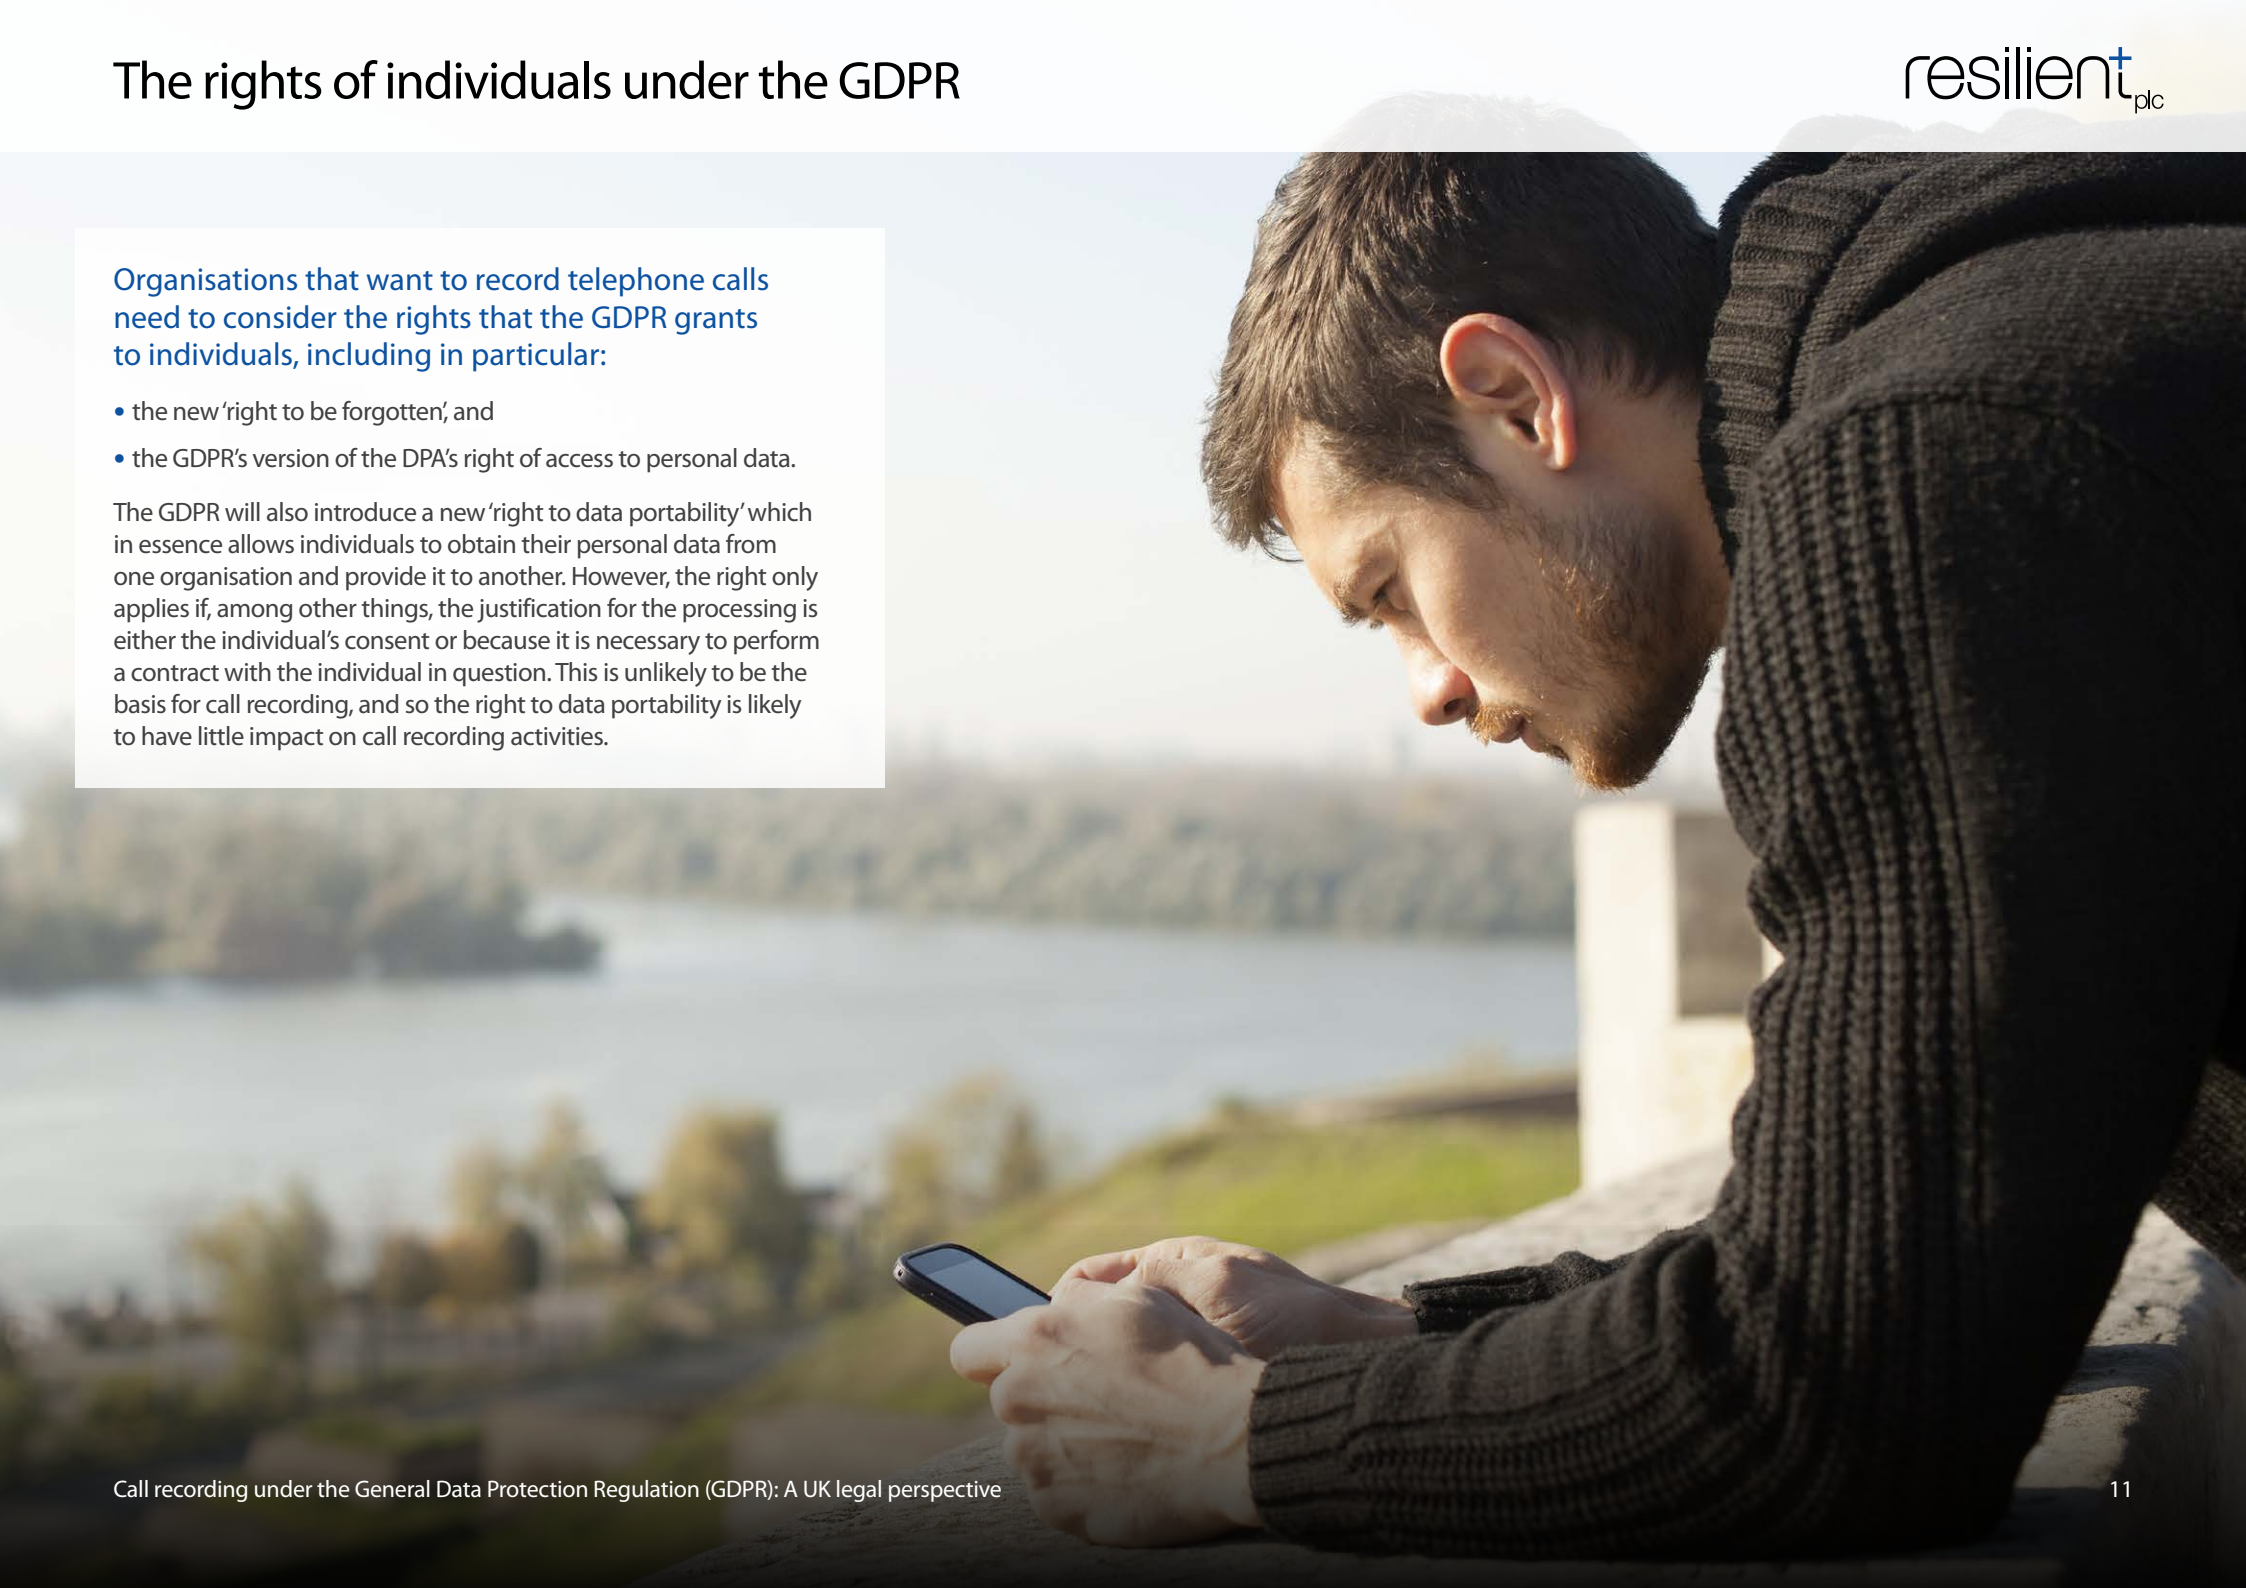 The rights of individuals under the GDPR
resilient plc
Organisations that want to record telephone calls
need to consider the rights that the GDPR grants
to individuals, including in particular:
• the new ‘right to be forgotten’, and
• the GDPR’s version of the DPA’s right of access to personal data.
The GDPR will also introduce a new ‘right to data portability’ which
in essence allows individuals to obtain their personal data from
one organisation and provide it to another. However, the right only
applies if, among other things, the justification for the processing is
either the individual’s consent or because it is necessary to perform
a contract with the individual in question. This is unlikely to be the
basis for call recording, and so the right to data portability is likely
to have little impact on call recording activities.
Call recording under the General Data Protection Regulation (GDPR): A UK legal perspective
11